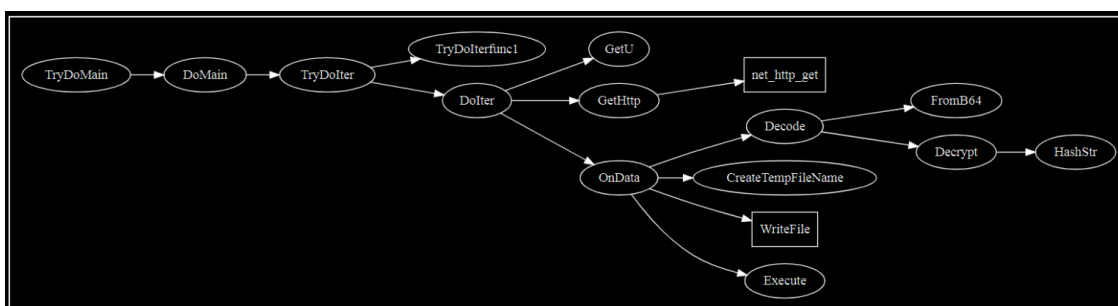 TryDoMain
DoMain
TryDoIter
TryDoIterfunc1
DoIter
GetU
GetHttp
net_http_get
OnData
Decode
FromB64
Decrypt
HashStr
CreateTempFileName
WriteFile
Execute